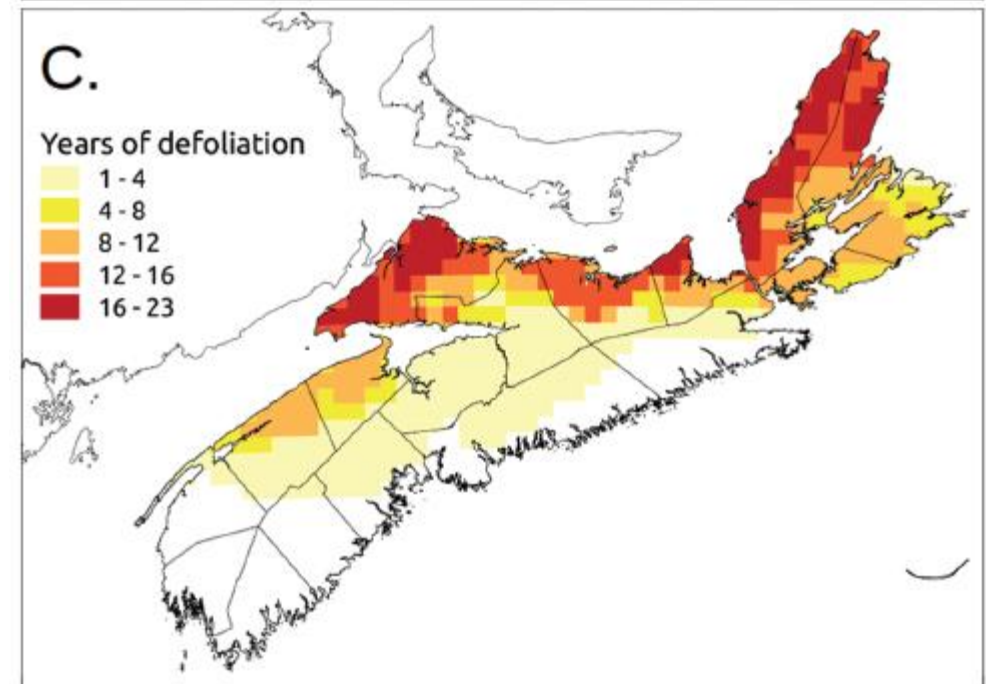 C.
Years of defoliation
1 - 4
4 - 8
8 - 12
12 - 16
16 - 23